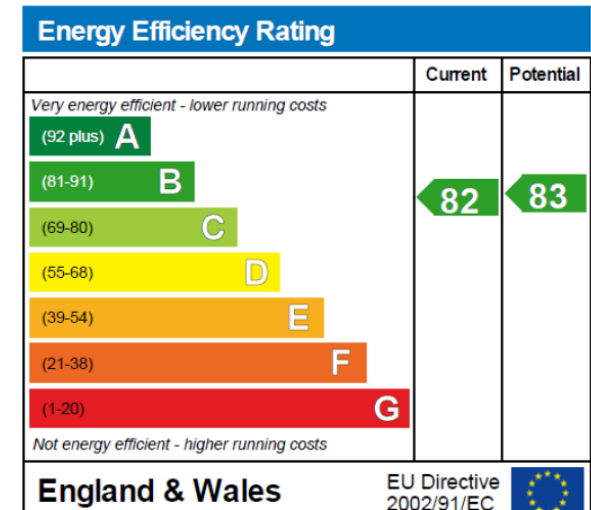 Energy Efficiency Rating
Current Potential
Very energy efficient - lower running costs
(92 plus) A
(81-91) B
82 83
(69-80) C
(55-68) D
(39-54) E
(21-38) F
(1-20) G
Not energy efficient - higher running costs
England & Wales
EU Directive
2002/91/EC